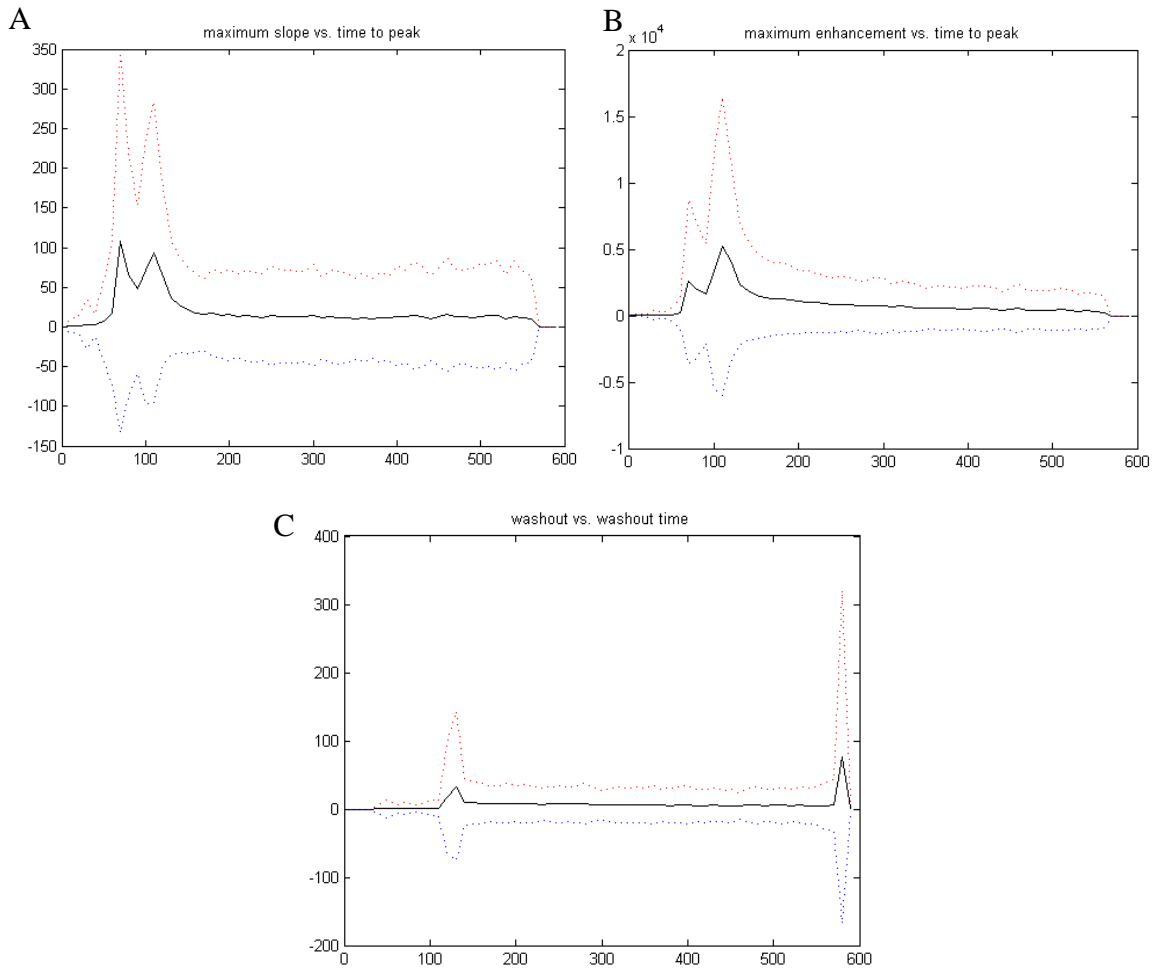 A
maximum slope vs. time to peak
350
300
250
200
150
100
50
0
-50
-100
-150
0 100 200 300 400 500 600
B
maximum enhancement vs. time to peak
x 10⁴
2
1.5
1
0.5
0
-0.5
-1
0 100 200 300 400 500 600
C
washout vs. washout time
400
300
200
100
0
-100
-200
0 100 200 300 400 500 600